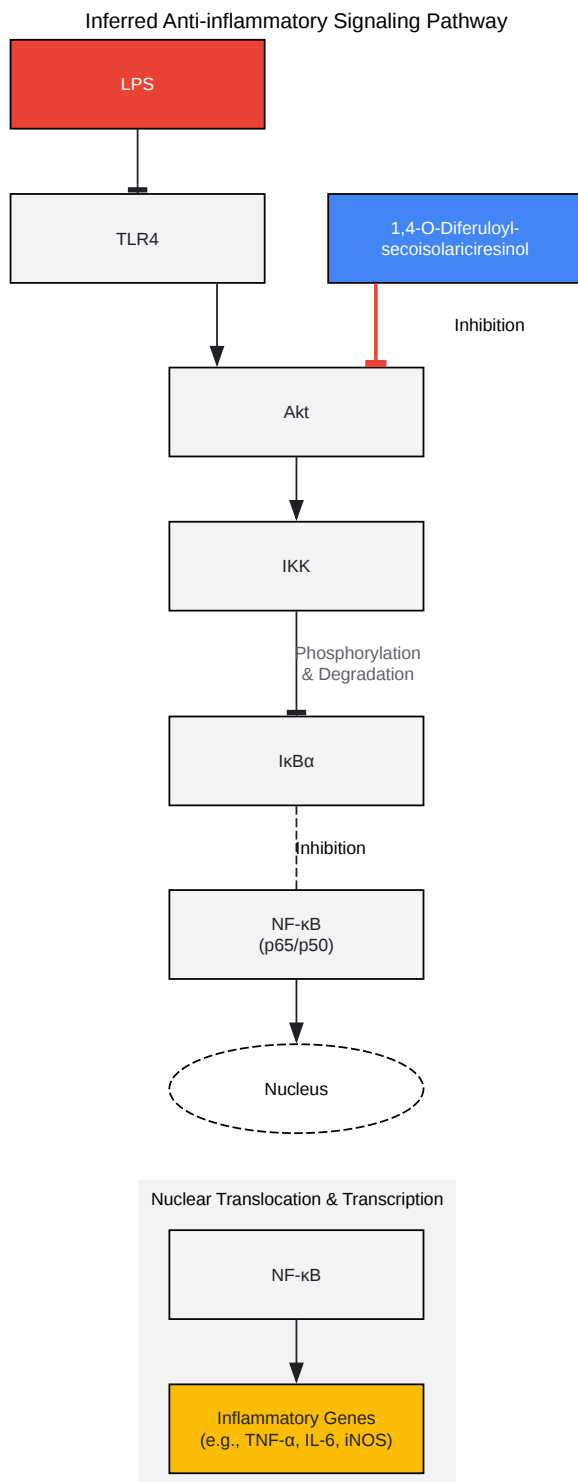 Inferred Anti-inflammatory Signaling Pathway
LPS
TLR4
1,4-O-Diferuloyl-
secoisolariciresinol
Inhibition
Akt
IKK
Phosphorylation
& Degradation
IκBα
Inhibition
NF-κB
(p65/p50)
Nucleus
Nuclear Translocation & Transcription
NF-κB
Inflammatory Genes
(e.g., TNF-α, IL-6, iNOS)